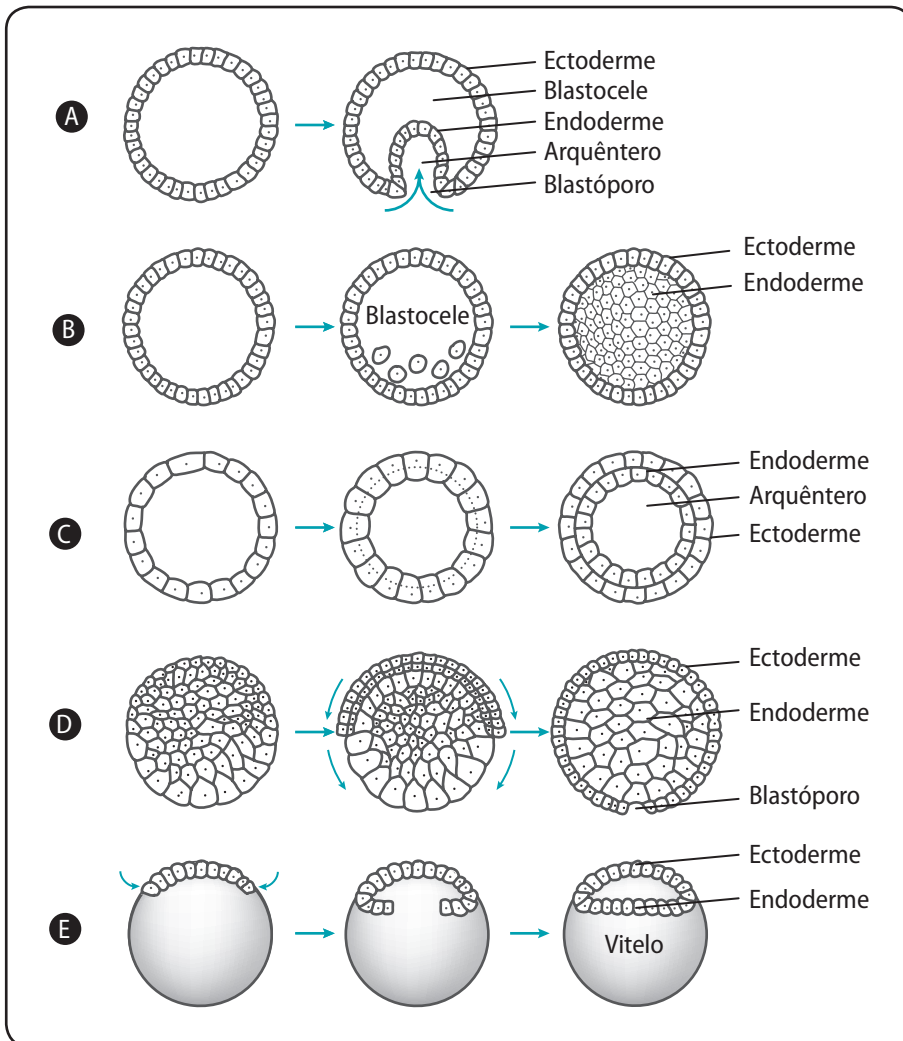 A
Ectoderme
Blastocele
Endoderme
Arquêntero
Blastóporo
B
Blastocele
Ectoderme
Endoderme
C
Endoderme
Arquêntero
Ectoderme
D
Ectoderme
Endoderme
Blastóporo
E
Ectoderme
Endoderme
Vitelo